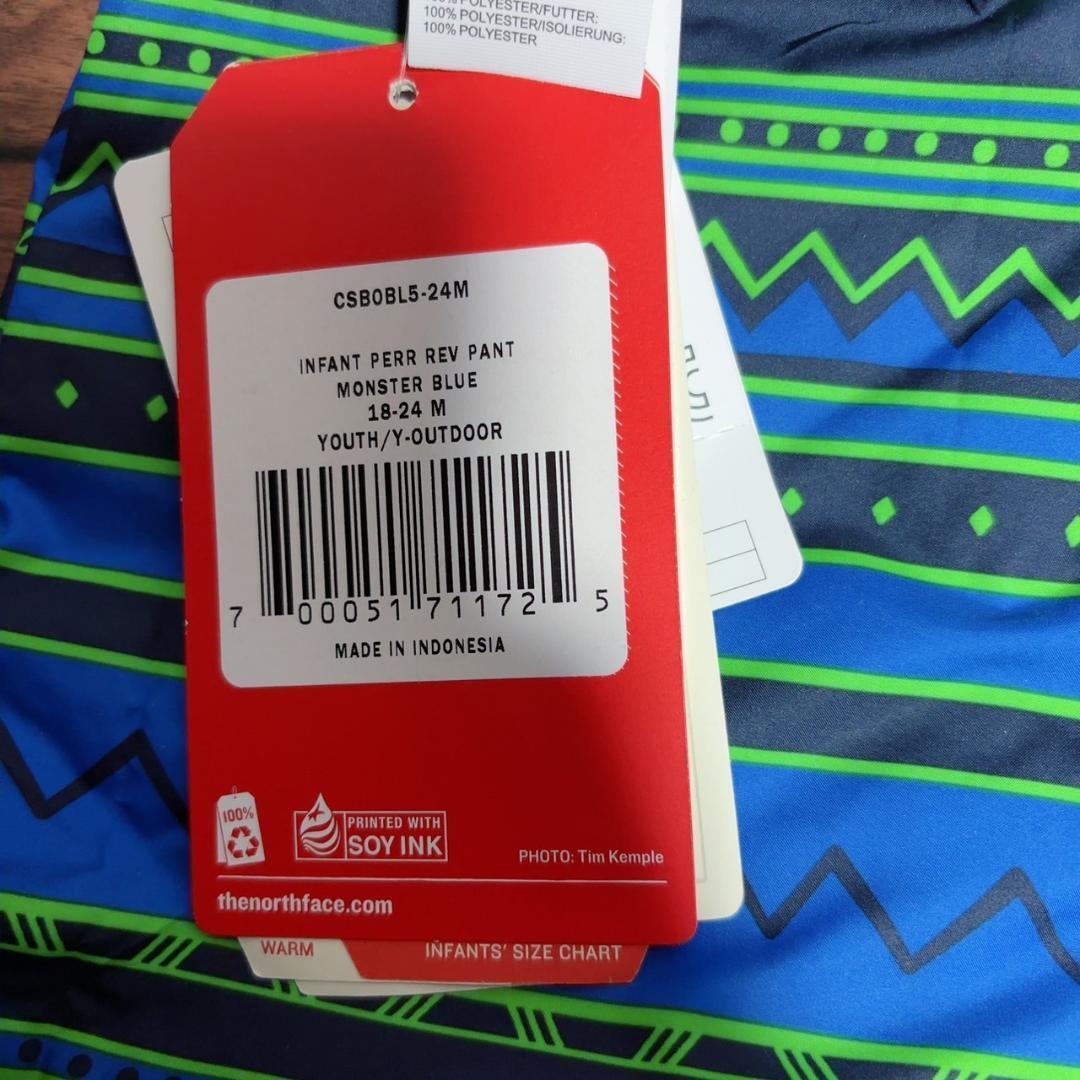 100% POLYESTER/FUTTER:
100% POLYESTER/ISOLIERUNG:
100% POLYESTER
CSB0BL5-24M
INFANT PERR REV PANT
MONSTER BLUE
18-24 M
YOUTH/Y-OUTDOOR
7 00051 71172 5
MADE IN INDONESIA
100%
PRINTED WITH
SOY INK
PHOTO: Tim Kemple
thenorthface.com
WARM
INFANTS' SIZE CHART